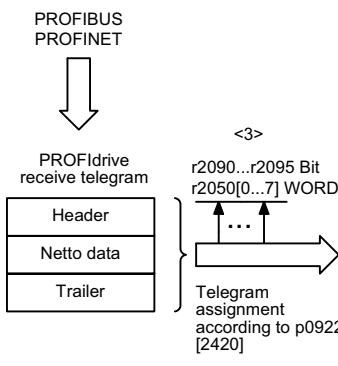 PROFIBUS
PROFINET
<3>
PROFIdrive
receive telegram
r2090...r2095 Bit
r2050[0...7] WORD
Header
...
Netto data
Trailer
Telegram
assignment
according to p0922
[2420]